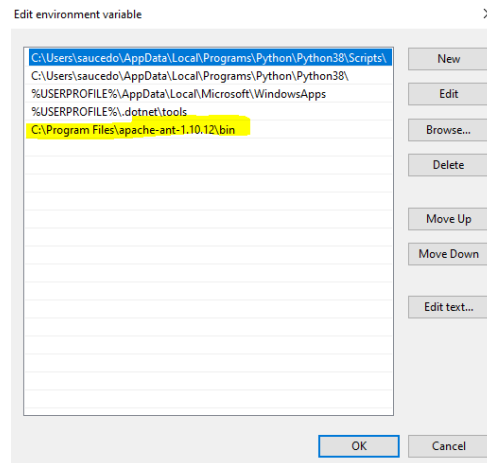 Edit environment variable
C:\Users\saucedo\AppData\Local\Programs\Python\Python38\Scripts\
C:\Users\saucedo\AppData\Local\Programs\Python\Python38\
%USERPROFILE%\AppData\Local\Microsoft\WindowsApps
%USERPROFILE%\.dotnet\tools
C:\Program Files\apache-ant-1.10.12\bin
New
Edit
Browse...
Delete
Move Up
Move Down
Edit text...
OK
Cancel